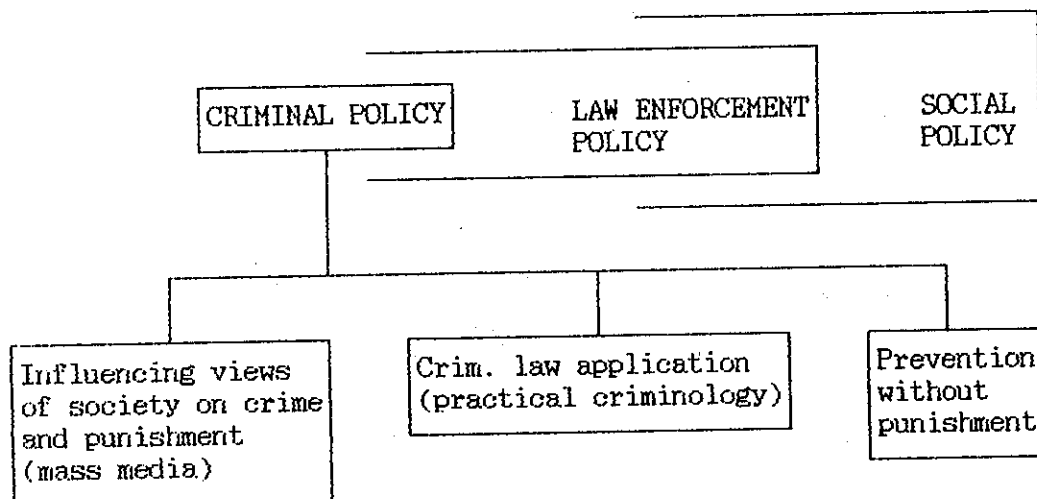 CRIMINAL POLICY
LAW ENFORCEMENT
POLICY
SOCIAL
POLICY
Influencing views
of society on crime
and punishment
(mass media)
Crim. law application
(practical criminology)
Prevention
without
punishment